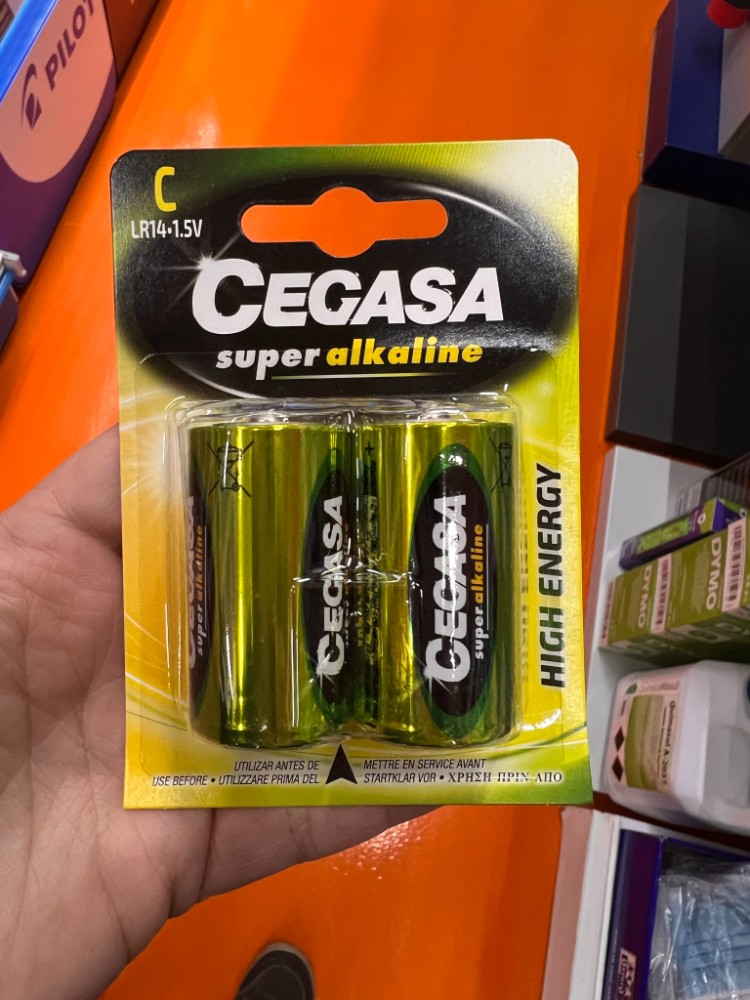 PILOT
C
LR14•1.5V
CEGASA
super alkaline
CEGASA
super alkaline
CEGASA
CEGASA
super alkaline
HIGH ENERGY
UTILIZAR ANTES DE
METTRE EN SERVICE AVANT
USE BEFORE • UTILIZZARE PRIMA DEL
STARTKLAR VOR • ΧΡΗΣΗ ΠΡΙΝ ΑΠΟ
DYMO
DYMO